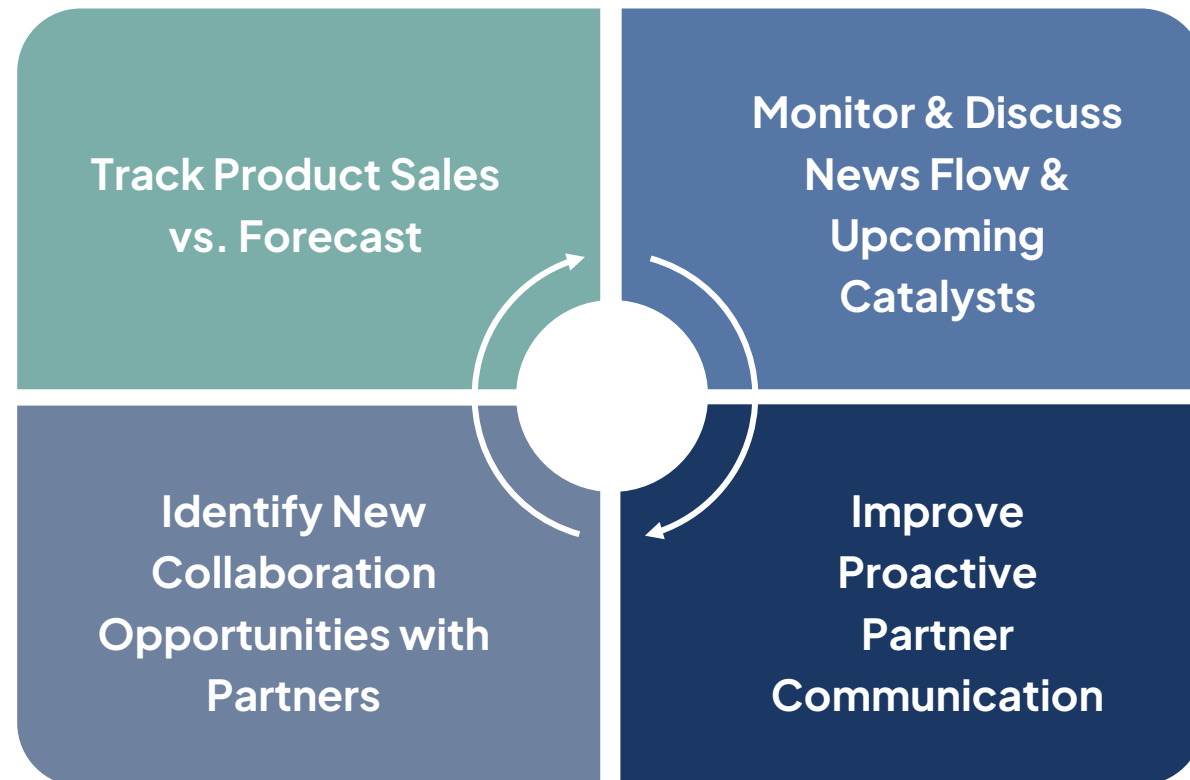 Track Product Sales
vs. Forecast
Monitor & Discuss
News Flow &
Upcoming
Catalysts
Identify New
Collaboration
Opportunities with
Partners
Improve
Proactive
Partner
Communication